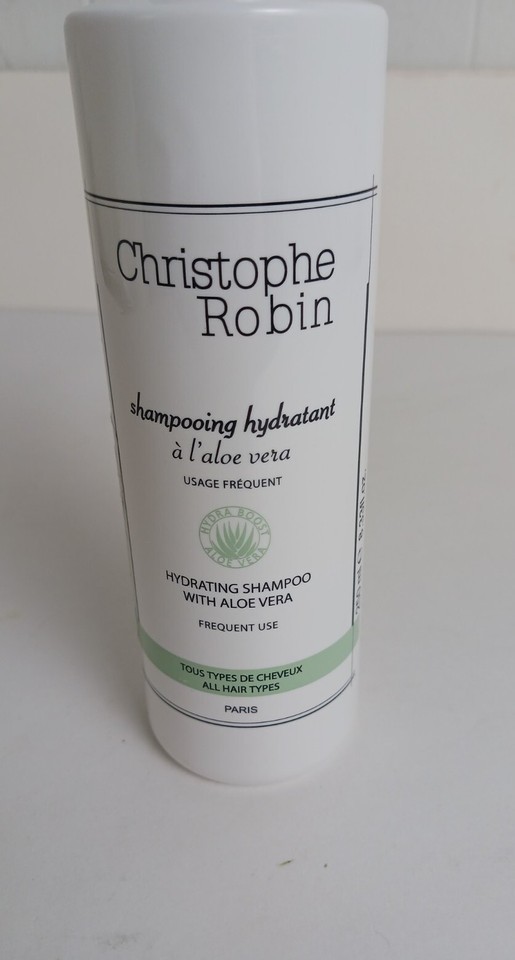 Christophe
Robin
shampooing hydratant
à l'aloe vera
USAGE FRÉQUENT
HYDRA BOOST
ALOE VERA
HYDRATING SHAMPOO
WITH ALOE VERA
FREQUENT USE
TOUS TYPES DE CHEVEUX
ALL HAIR TYPES
PARIS